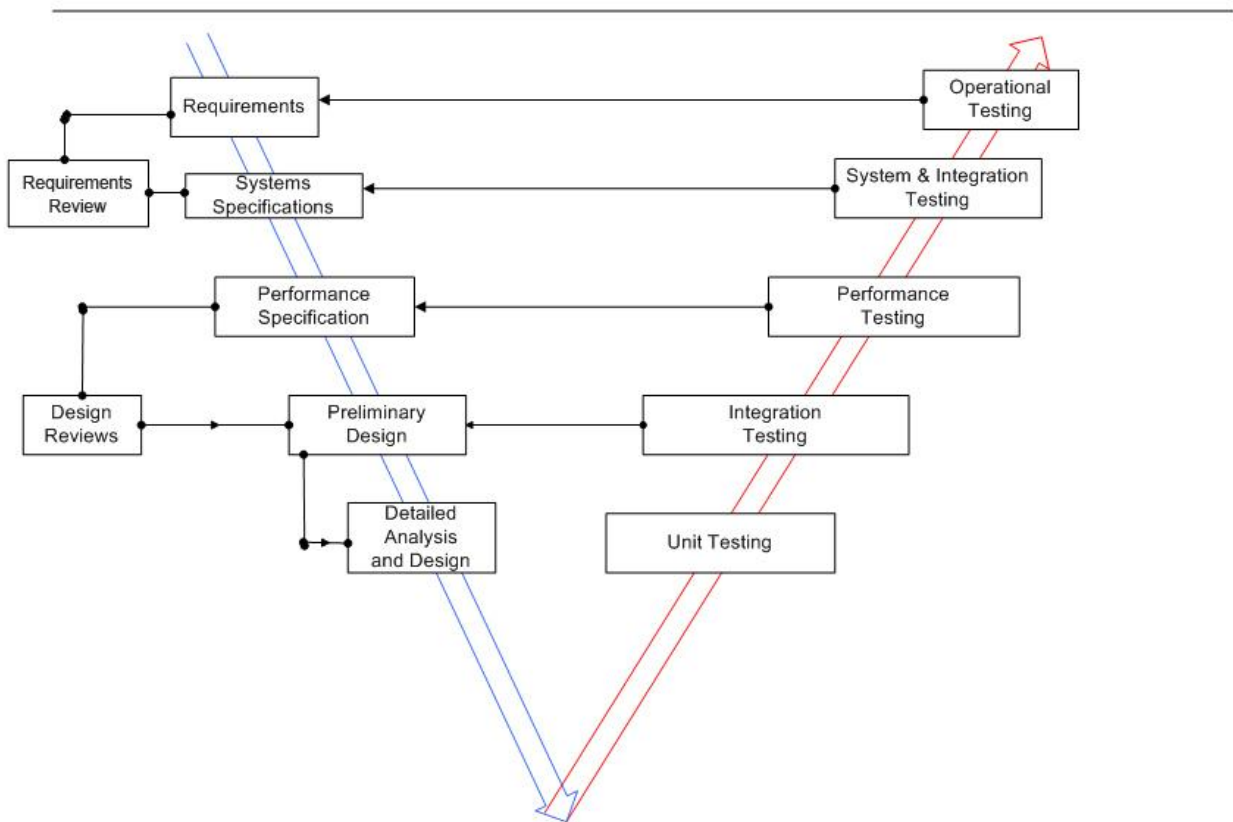 Requirements
Operational
Testing
Requirements
Review
Systems
Specifications
System & Integration
Testing
Performance
Specification
Performance
Testing
Design
Reviews
Preliminary
Design
Integration
Testing
Detailed
Analysis
and Design
Unit Testing